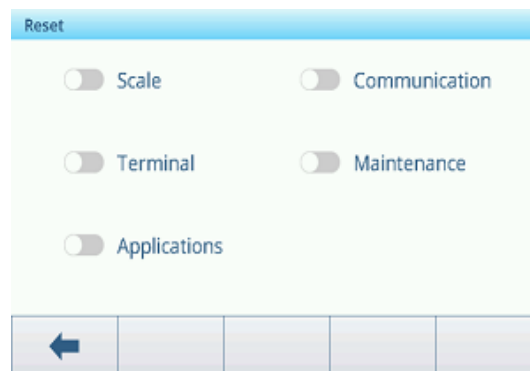 Reset
Scale
Communication
Terminal
Maintenance
Applications